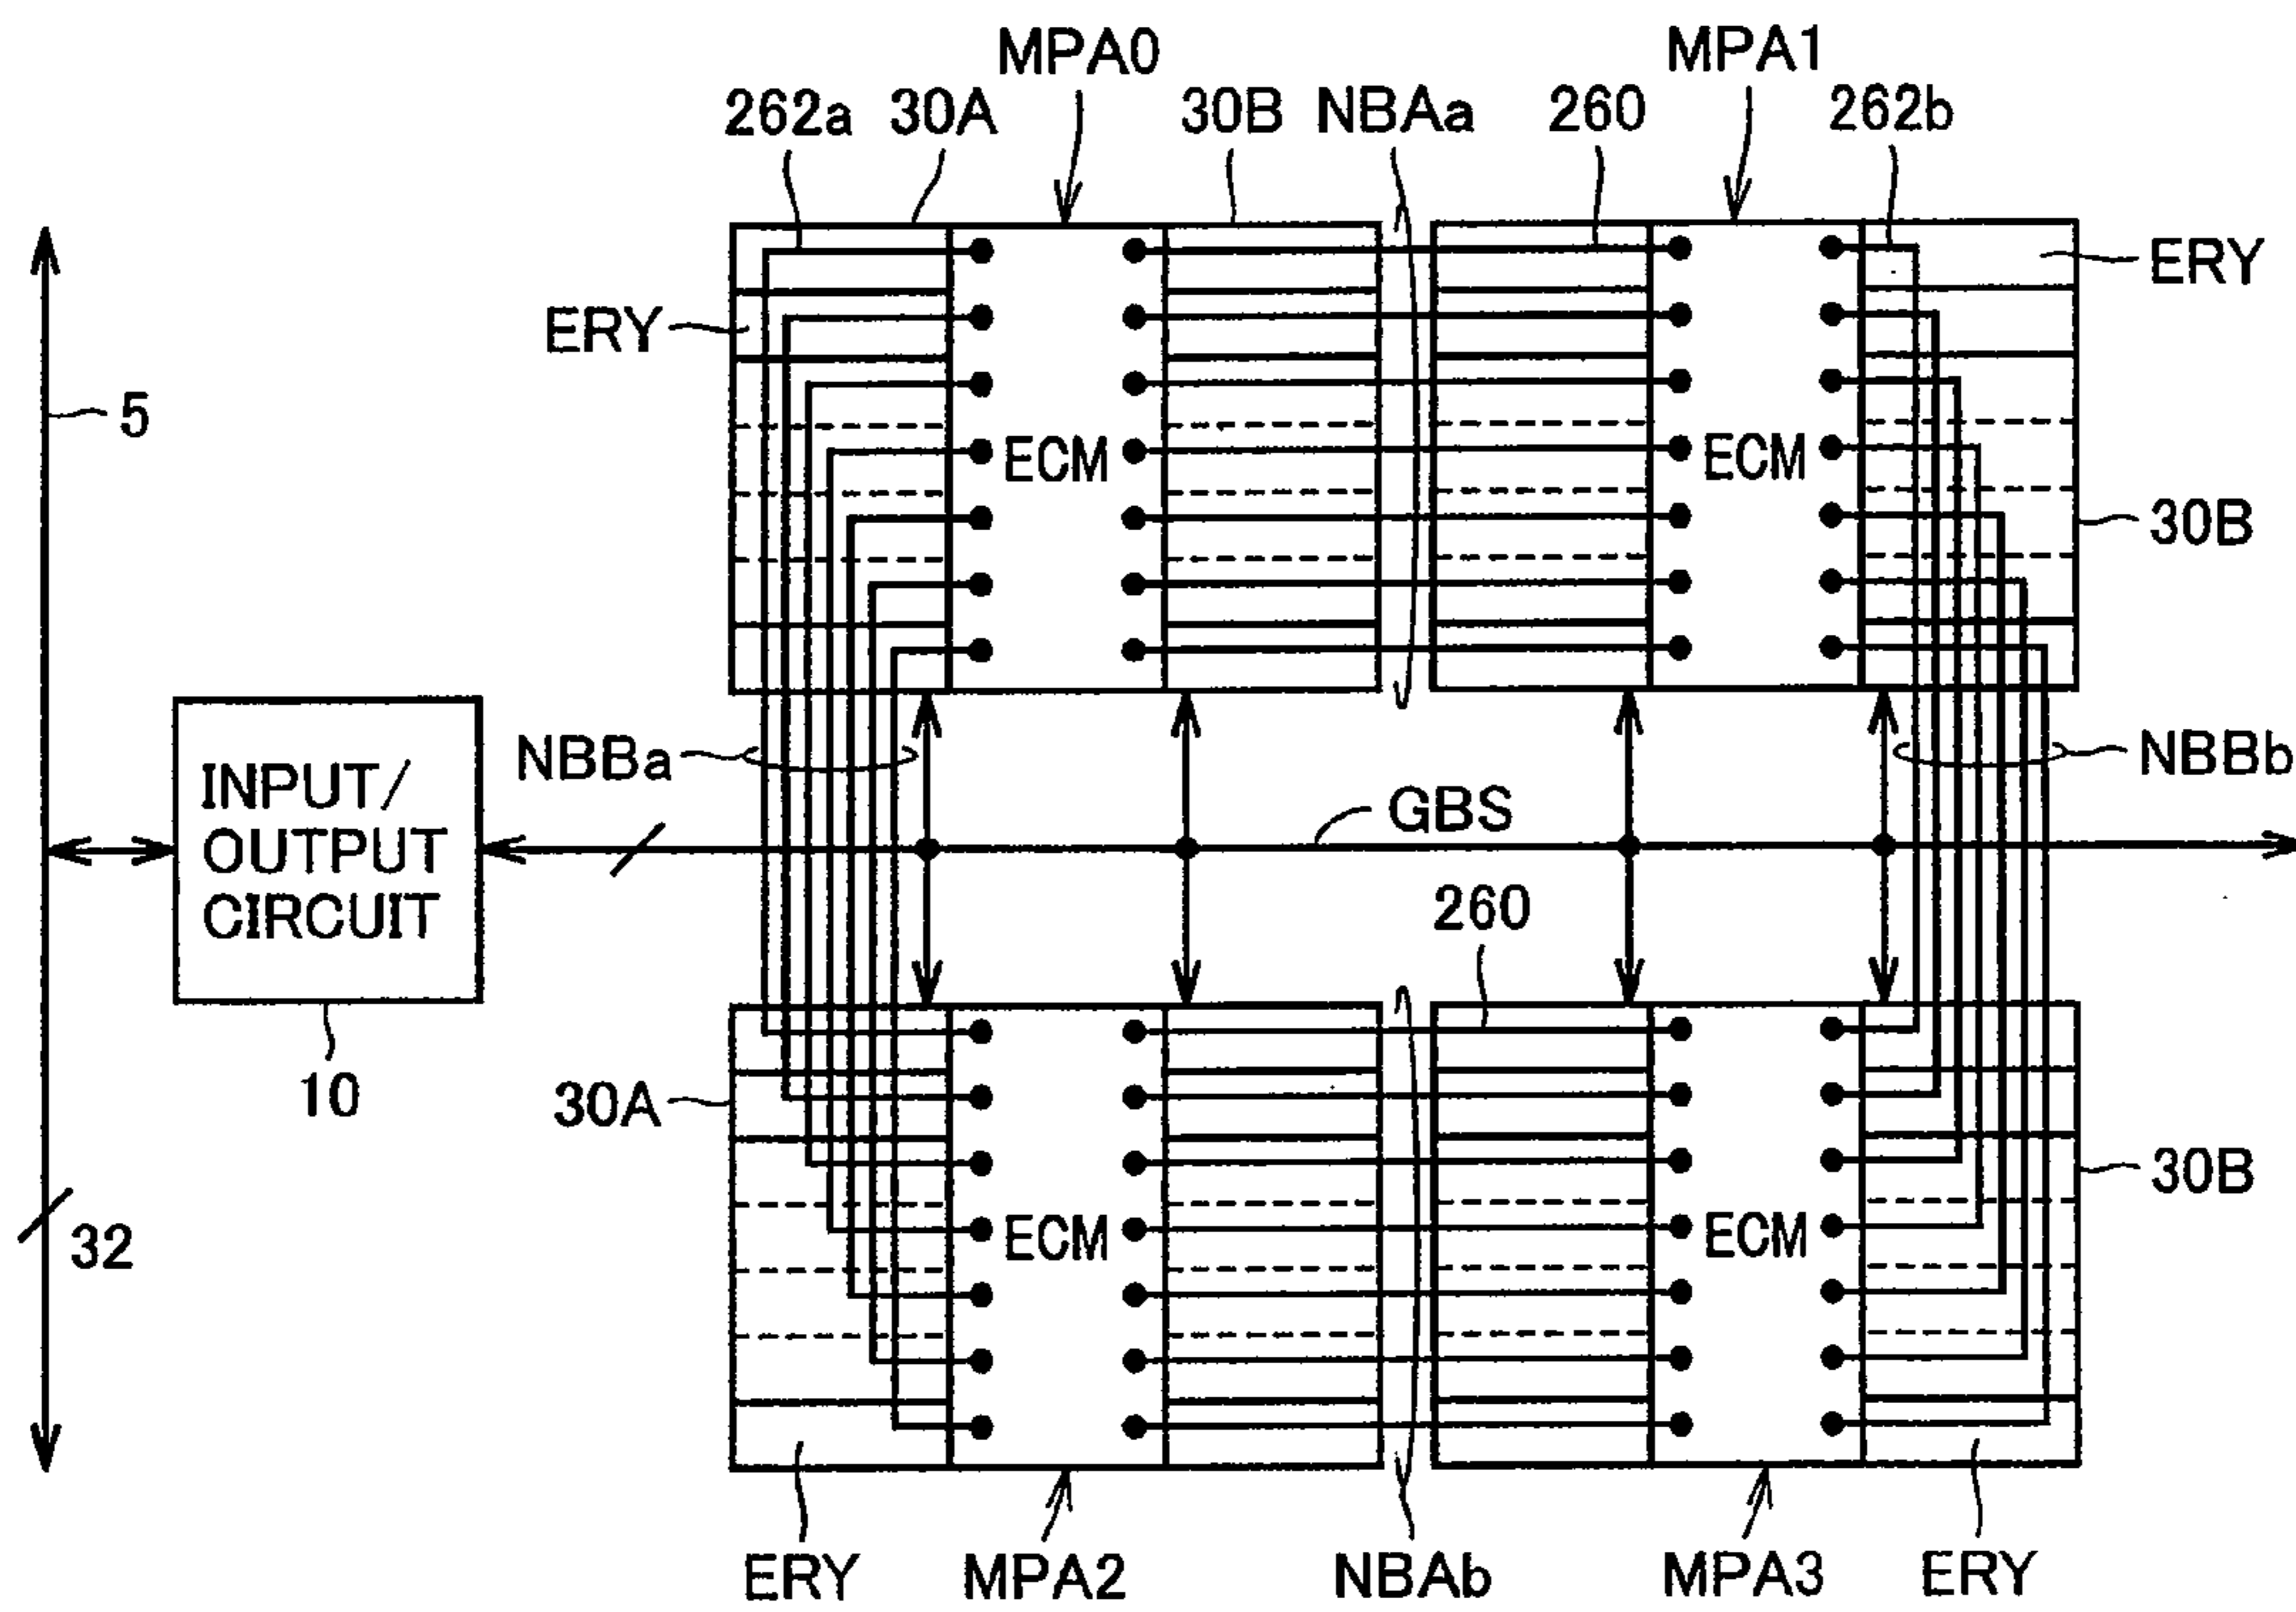 MPA0
MPA1
262a
30A
30B
NBAa
260
262b
ERY
ERY
5
ECM
ECM
30B
NBBa
NBBb
INPUT/
OUTPUT
CIRCUIT
GBS
260
10
30A
30B
32
ECM
ECM
ERY
MPA2
NBAb
MPA3
ERY